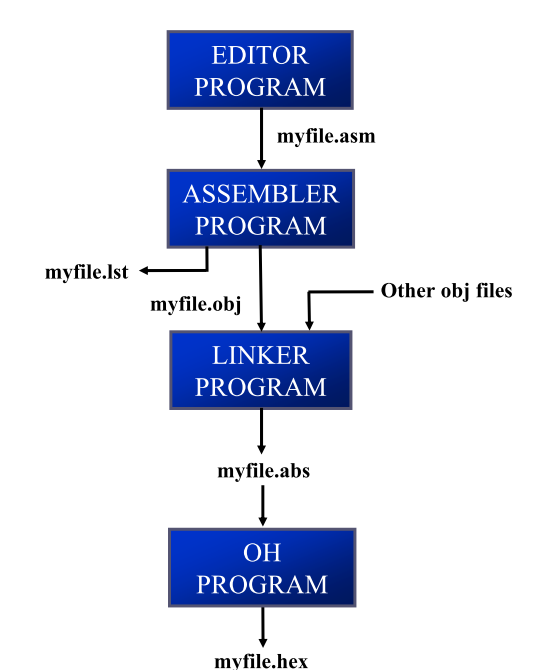 EDITOR
PROGRAM
myfile.asm
ASSEMBLER
PROGRAM
myfile.lst
myfile.obj
Other obj files
LINKER
PROGRAM
myfile.abs
OH
PROGRAM
myfile.hex